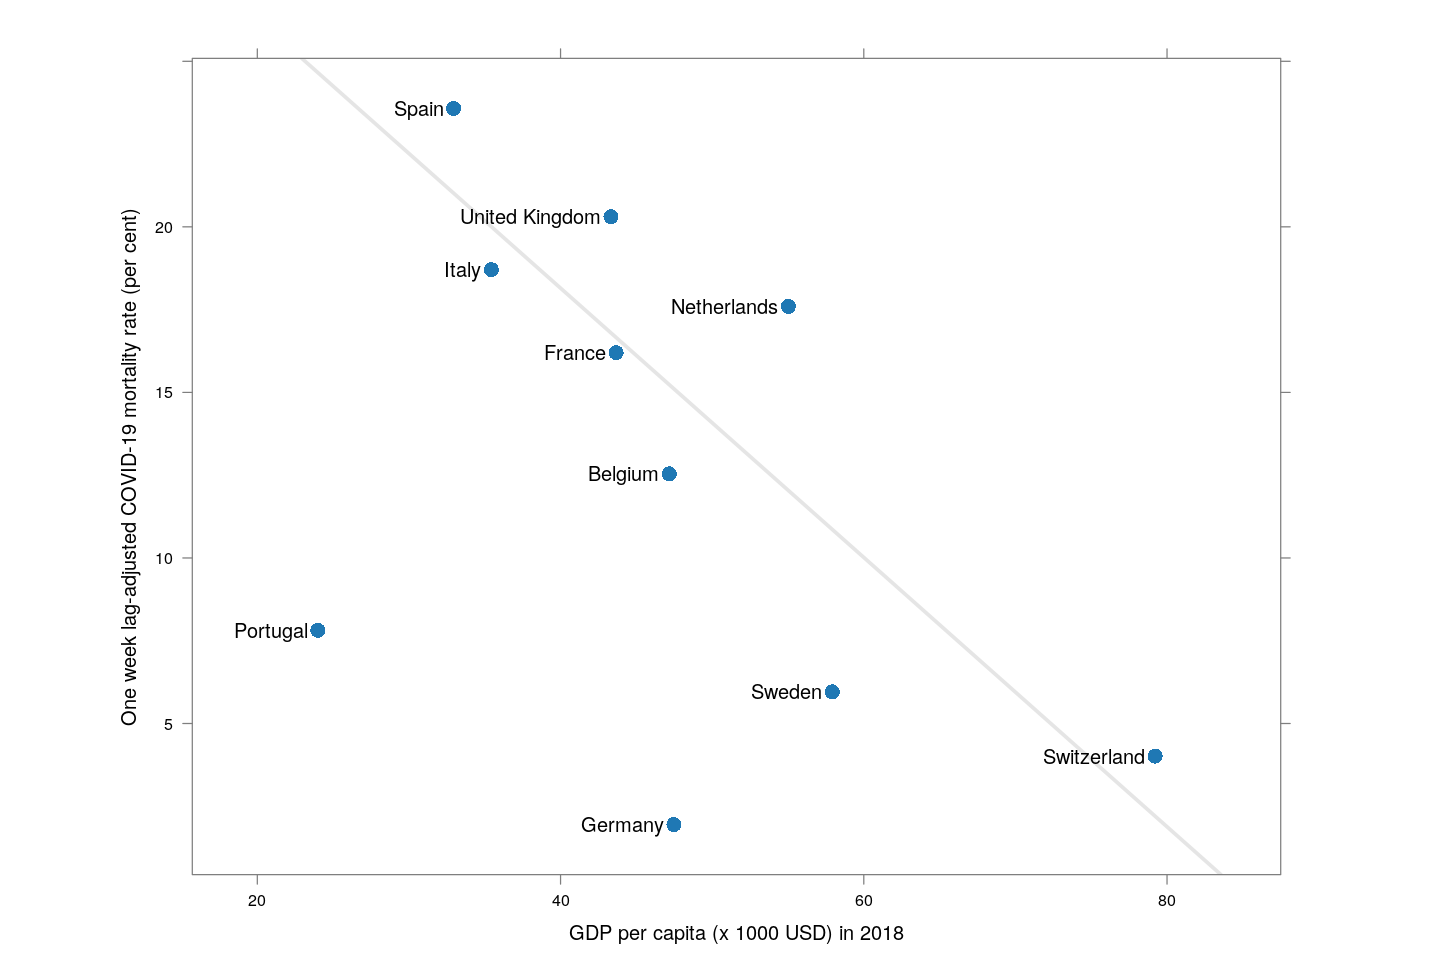 Spain
United Kingdom
20
Italy
Netherlands
France
15
Belgium
10
Portugal
Sweden
5
Switzerland
Germany
One week lag-adjusted COVID-19 mortality rate (per cent)
20 40 60 80
GDP per capita (x 1000 USD) in 2018